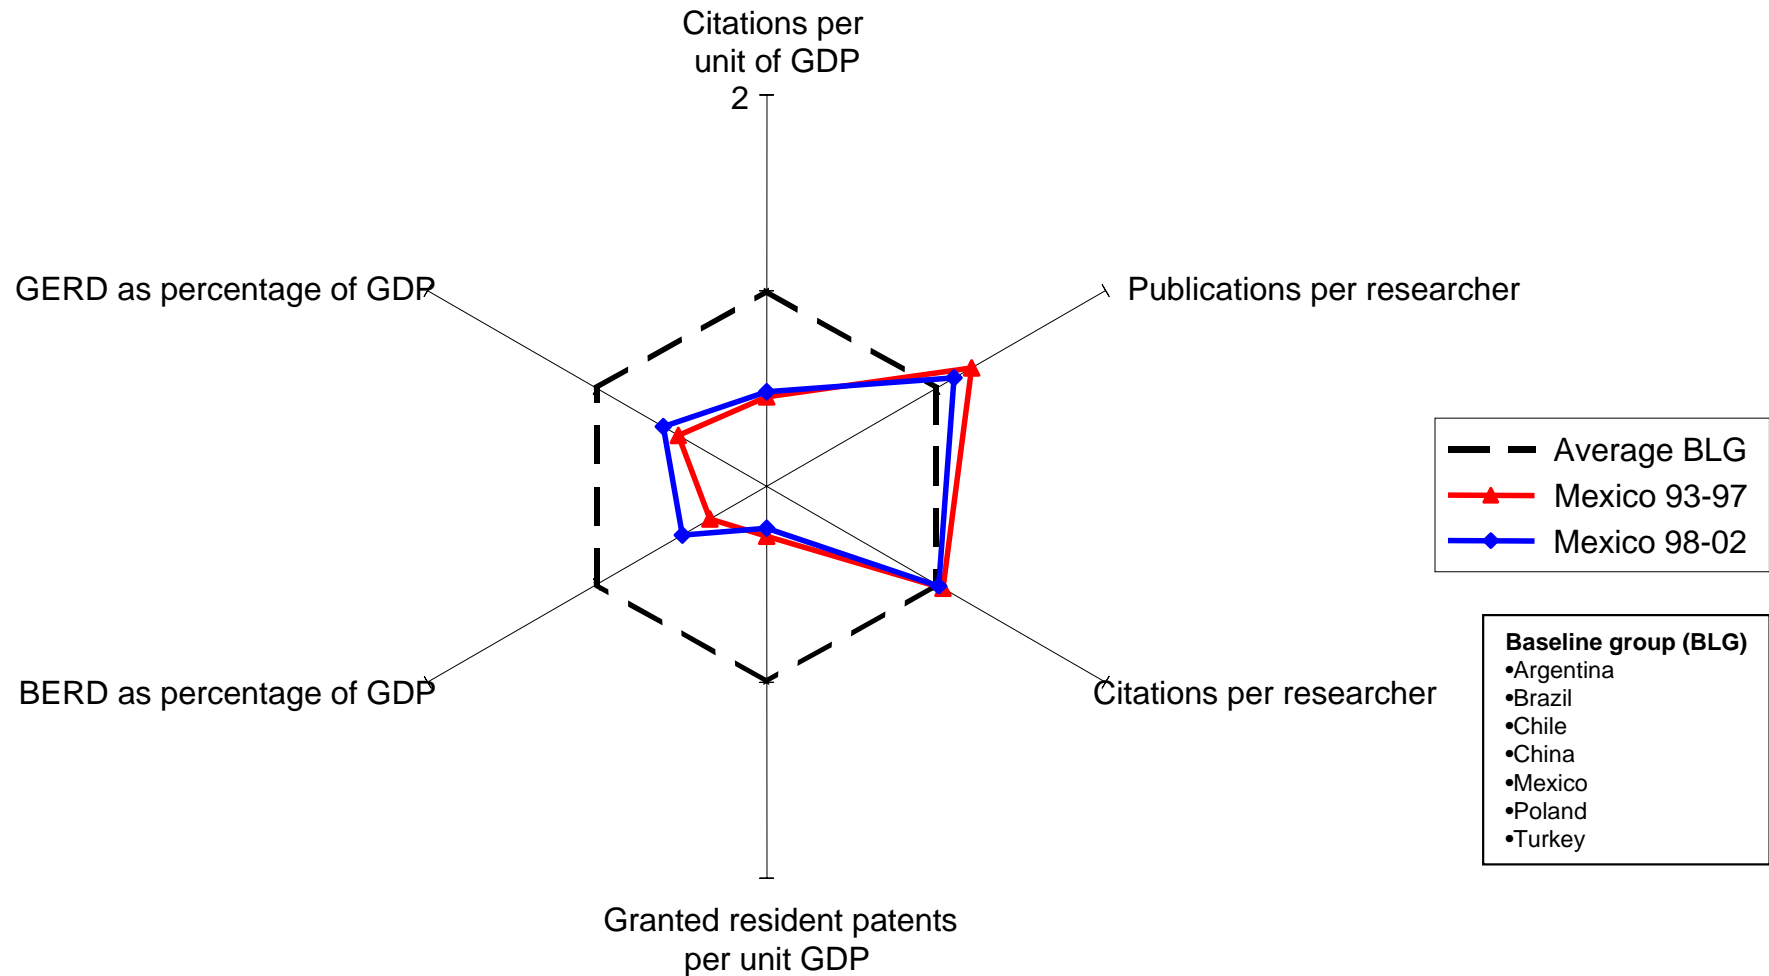 Citations per
unit of GDP
2
GERD as percentage of GDP
Publications per researcher
Average BLG
Mexico 93-97
Mexico 98-02
Baseline group (BLG)
•Argentina
•Brazil
•Chile
•China
•Mexico
•Poland
•Turkey
BERD as percentage of GDP
Citations per researcher
Granted resident patents
per unit GDP